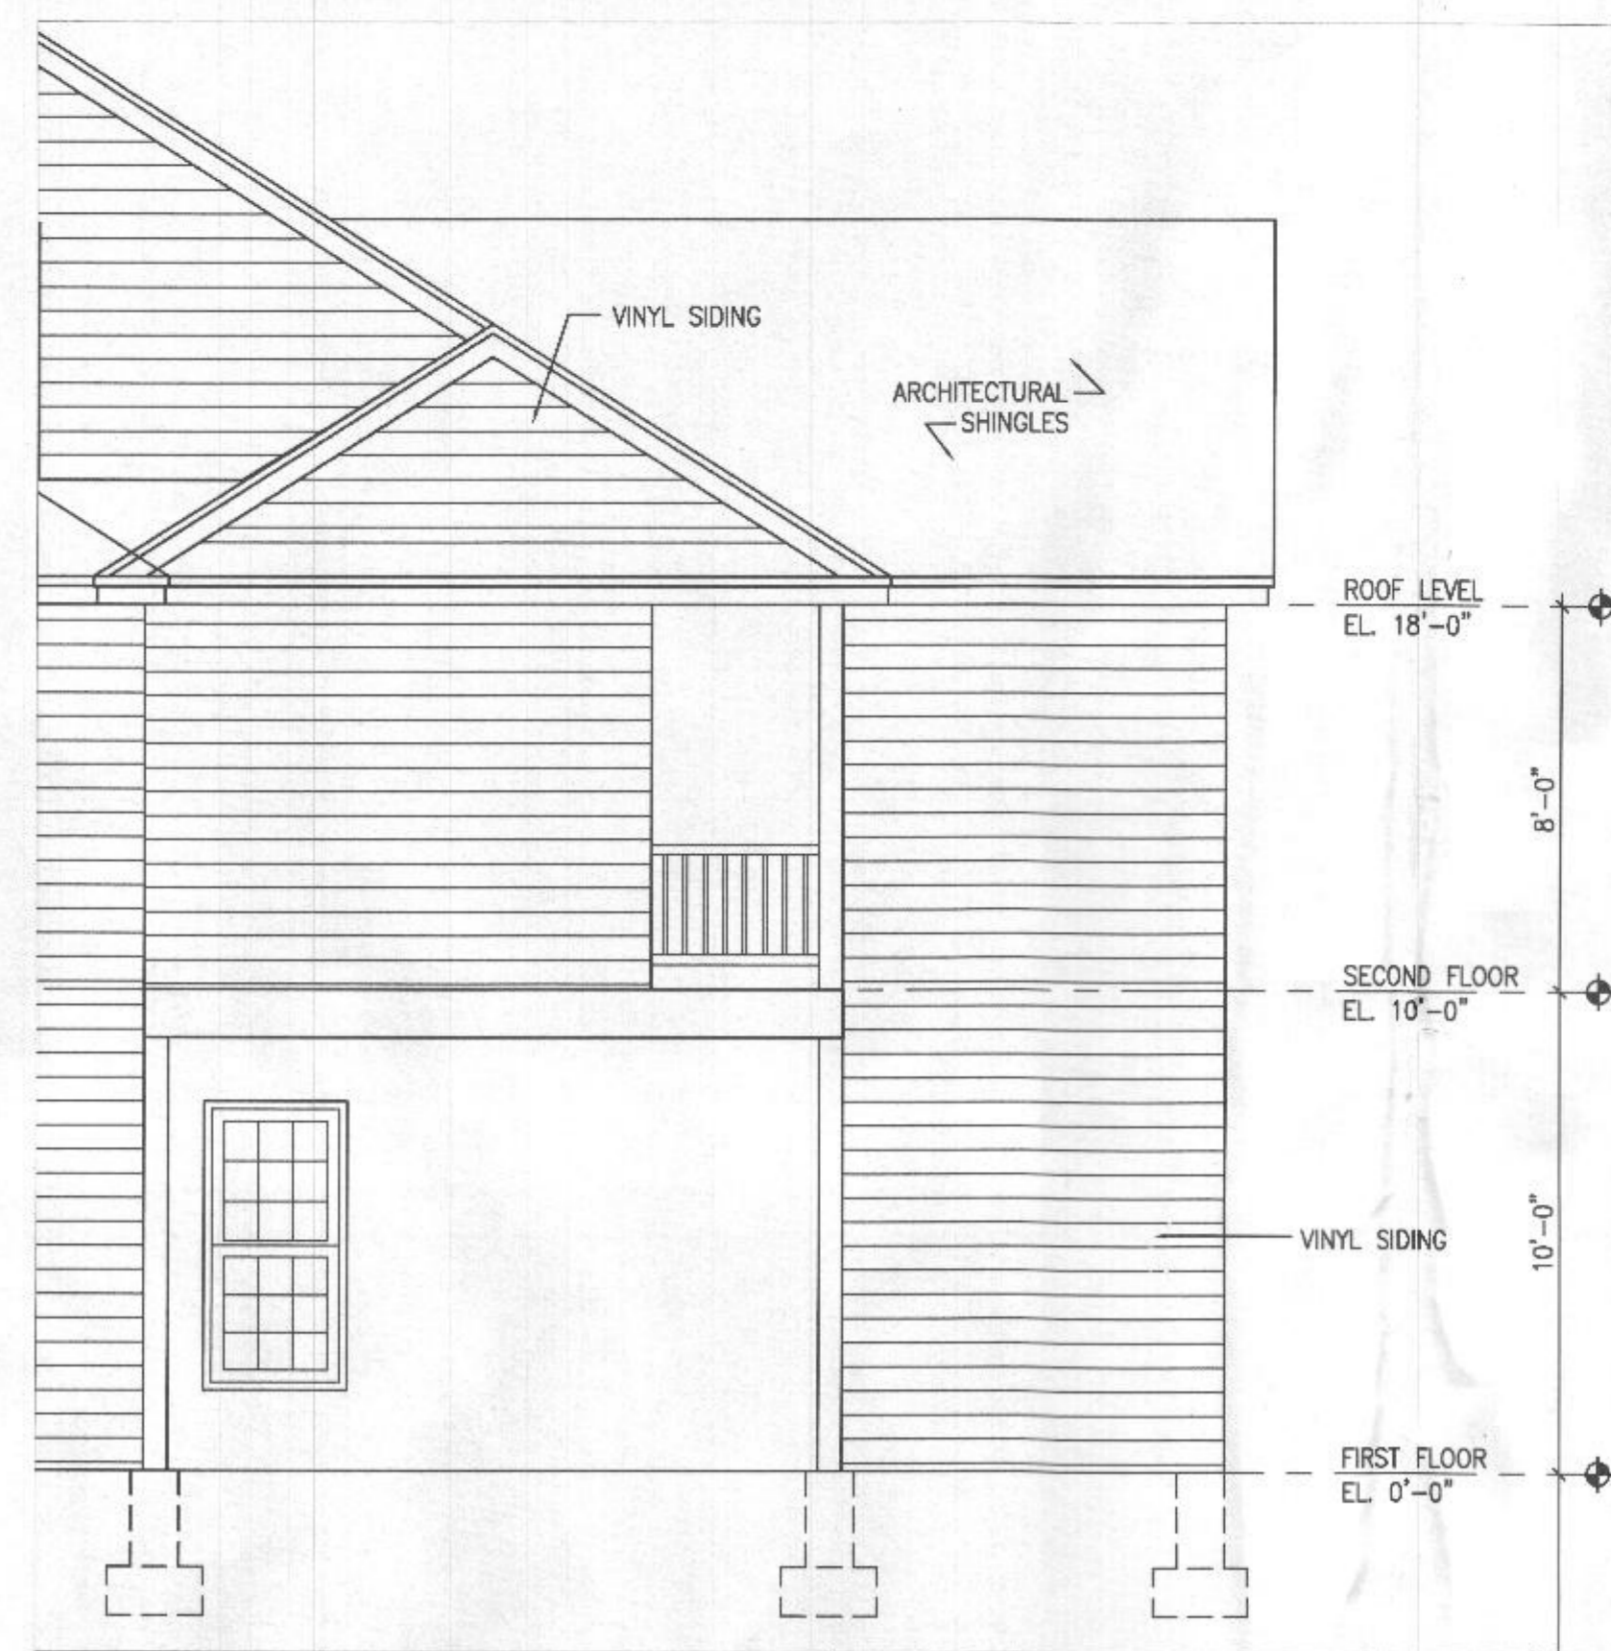 VINYL SIDING
ARCHITECTURAL
SHINGLES
ROOF LEVEL
EL. 18'-0"
8'-0"
SECOND FLOOR
EL. 10'-0"
10'-0"
VINYL SIDING
FIRST FLOOR
EL. 0'-0"